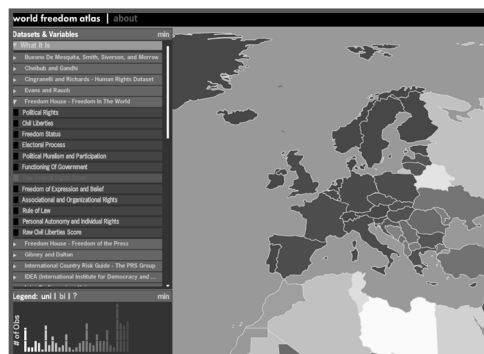 world freedom atlas | about
Datasets & Variables min
What It Is
Bueono De Mesquita, Smith, Siverson, and Morrow
Cheibub and Gandhi
Cingranelli and Richards - Human Rights Dataset
Evans and Rauch
Freedom House - Freedom In The World
Political Rights
Civil Liberties
Freedom Status
Electoral Process
Political Pluralism and Participation
Functioning Of Government
Freedom of Expression and Belief
Associational and Organizational Rights
Rule of Law
Personal Autonomy and Individual Rights
Raw Civil Liberties Score
Freedom House - Freedom of the Press
Gibney and Dalton
International Country Risk Guide - The PRS Group
IDEA (International Institute for Democracy and ...
Legend: uni | bi | ? min
# of Obs